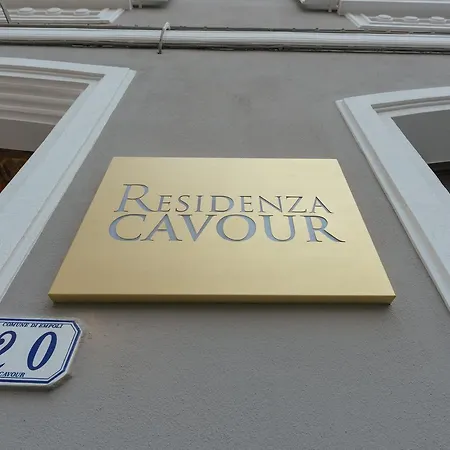 RESIDENZA
CAVOUR
COMUNE DI EMPOLI
20
CAVOUR